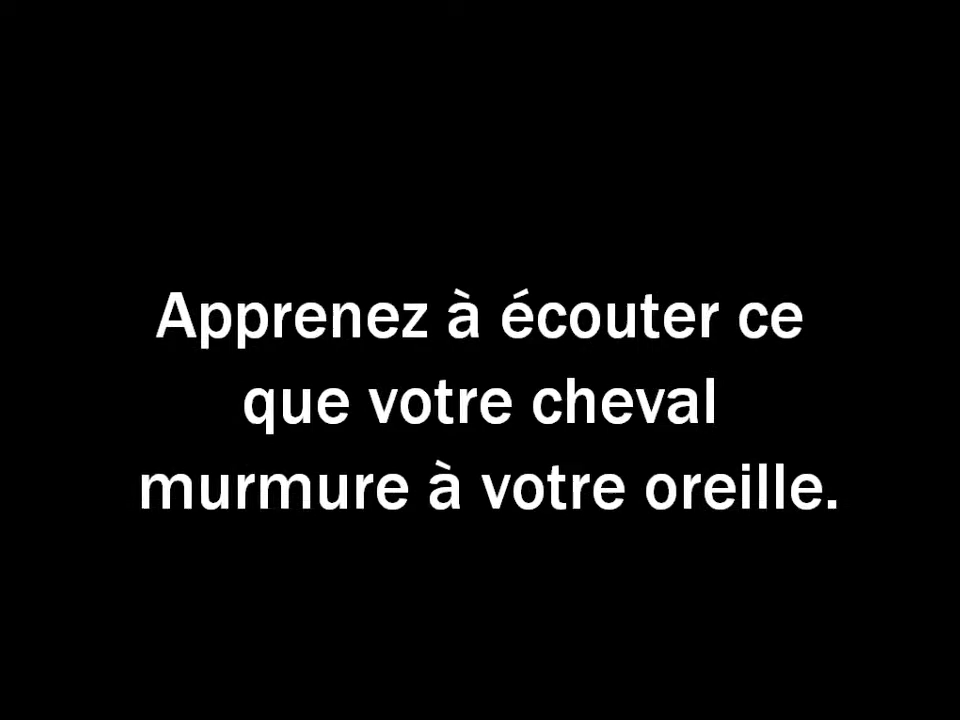 Apprenez à écouter ce
que votre cheval
murmure à votre oreille.